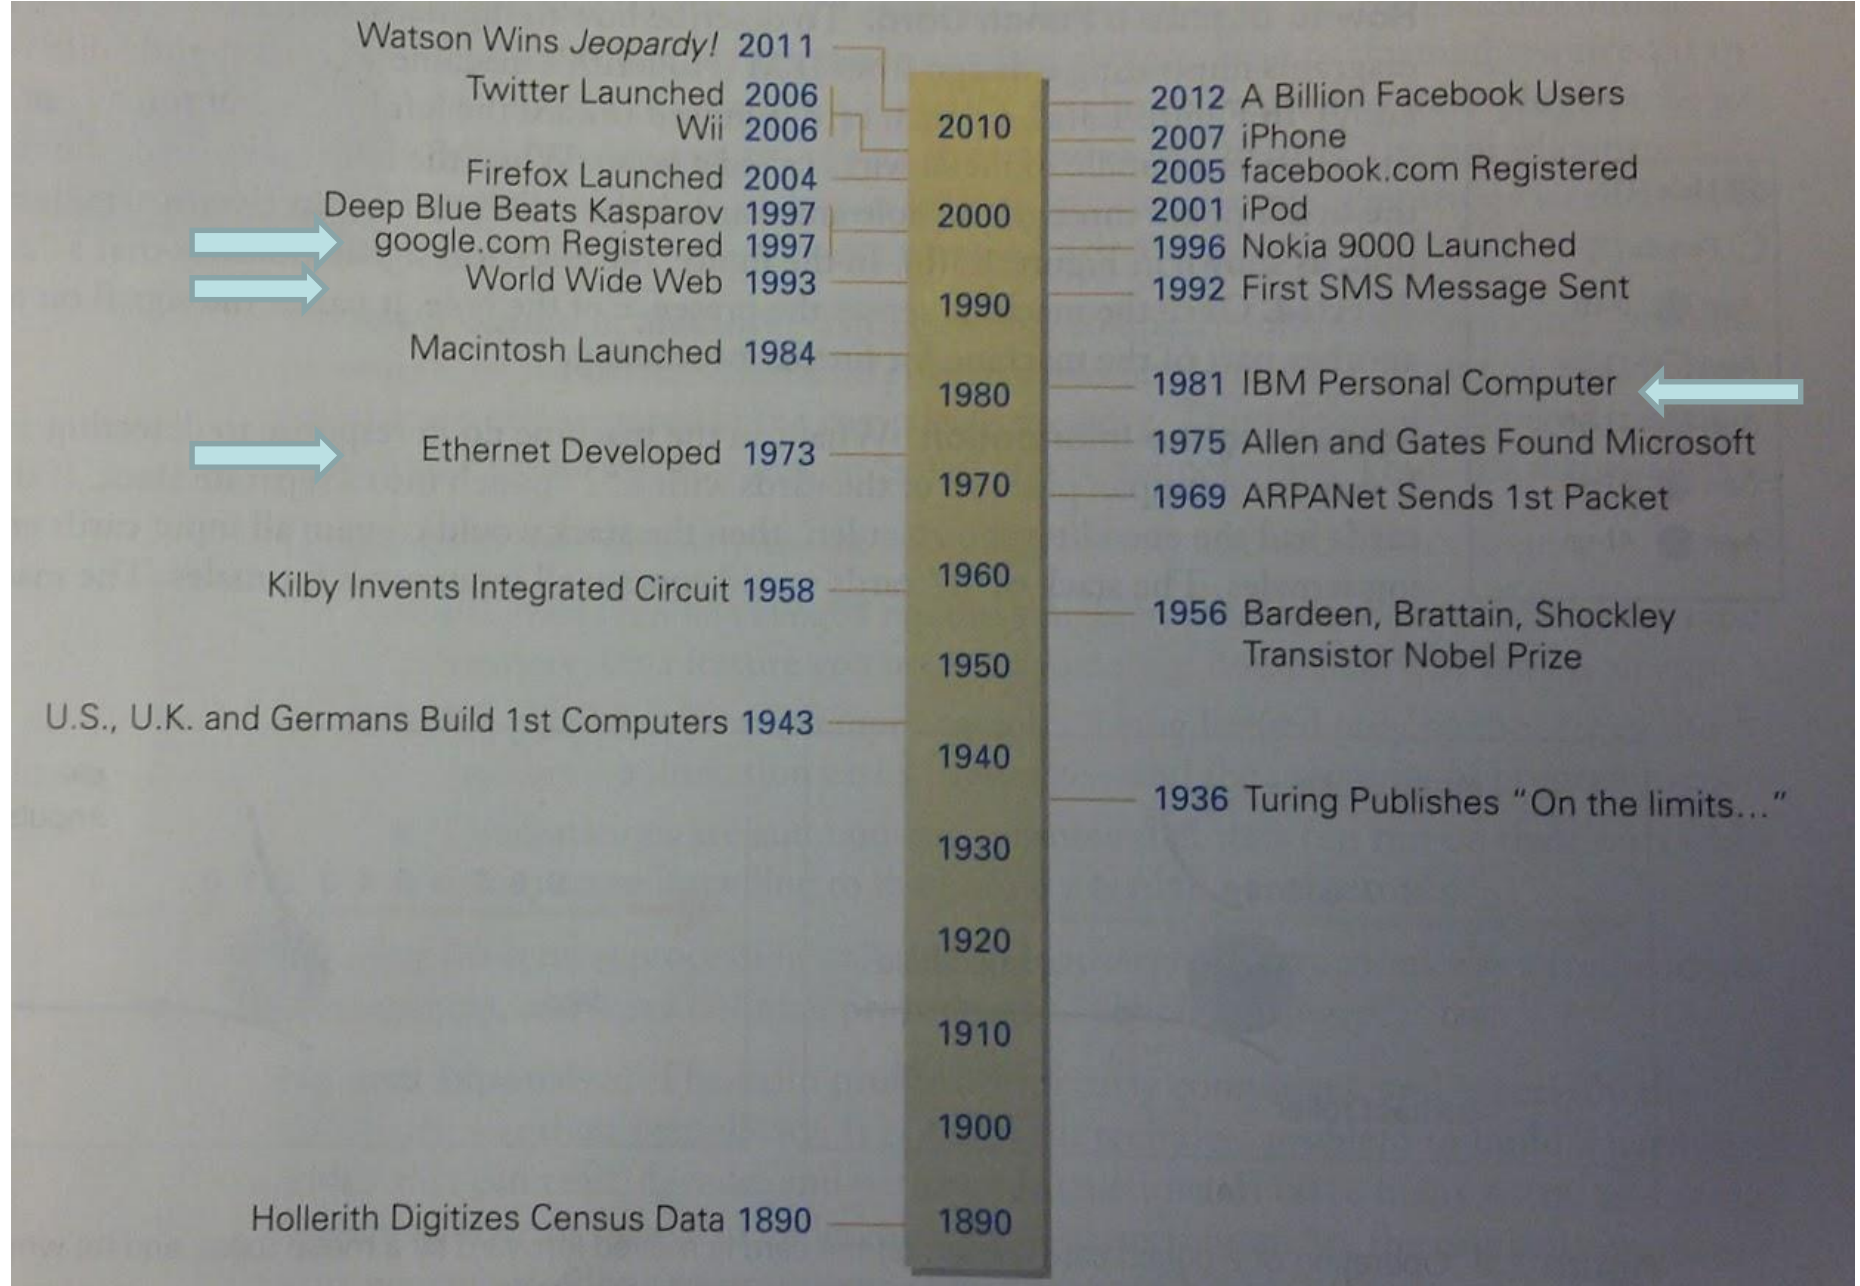 Watson Wins Jeopardy! 2011
Twitter Launched 2006
Wii 2006
Firefox Launched 2004
Deep Blue Beats Kasparov 1997
google.com Registered 1997
World Wide Web 1993
Macintosh Launched 1984
Ethernet Developed 1973
Kilby Invents Integrated Circuit 1958
U.S., U.K. and Germans Build 1st Computers 1943
Hollerith Digitizes Census Data 1890
2010
2000
1990
1980
1970
1960
1950
1940
1930
1920
1910
1900
1890
2012 A Billion Facebook Users
2007 iPhone
2005 facebook.com Registered
2001 iPod
1996 Nokia 9000 Launched
1992 First SMS Message Sent
1981 IBM Personal Computer
1975 Allen and Gates Found Microsoft
1969 ARPANet Sends 1st Packet
1956 Bardeen, Brattain, Shockley
Transistor Nobel Prize
1936 Turing Publishes “On the limits...”